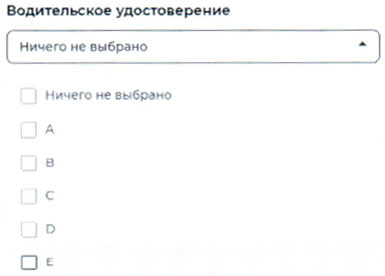 Водительское удостоверение
Ничего не выбрано
Ничего не выбрано
A
B
C
D
E